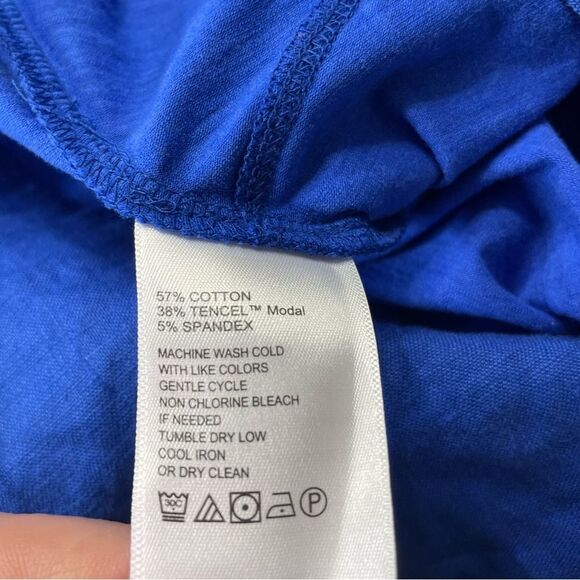 57% COTTON
38% TENCEL™ Modal
5% SPANDEX
MACHINE WASH COLD
WITH LIKE COLORS
GENTLE CYCLE
NON CHLORINE BLEACH
IF NEEDED
TUMBLE DRY LOW
COOL IRON
OR DRY CLEAN
30C P